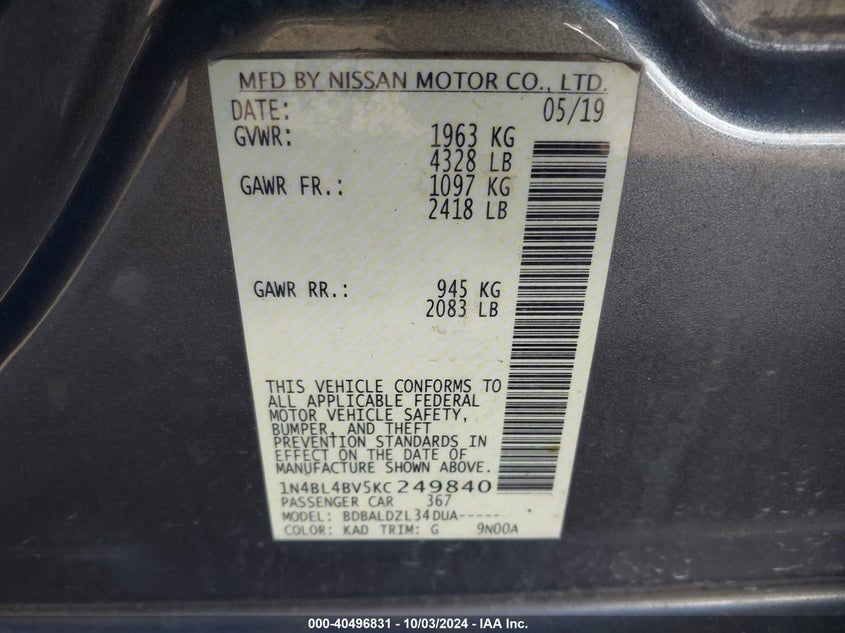 MFD BY NISSAN MOTOR CO., LTD.
DATE: 05/19
GVWR: 1963 KG
4328 LB
GAWR FR.: 1097 KG
2418 LB
GAWR RR.: 945 KG
2083 LB
THIS VEHICLE CONFORMS TO
ALL APPLICABLE FEDERAL
MOTOR VEHICLE SAFETY,
BUMPER, AND THEFT
PREVENTION STANDARDS IN
EFFECT ON THE DATE OF
MANUFACTURE SHOWN ABOVE.
1N4BL4BV5KC249840
PASSENGER CAR 367
MODEL: BDBALDZL34DUA-----
COLOR: KAD TRIM: G 9N00A
000-40496831 - 10/03/2024 - IAA Inc.